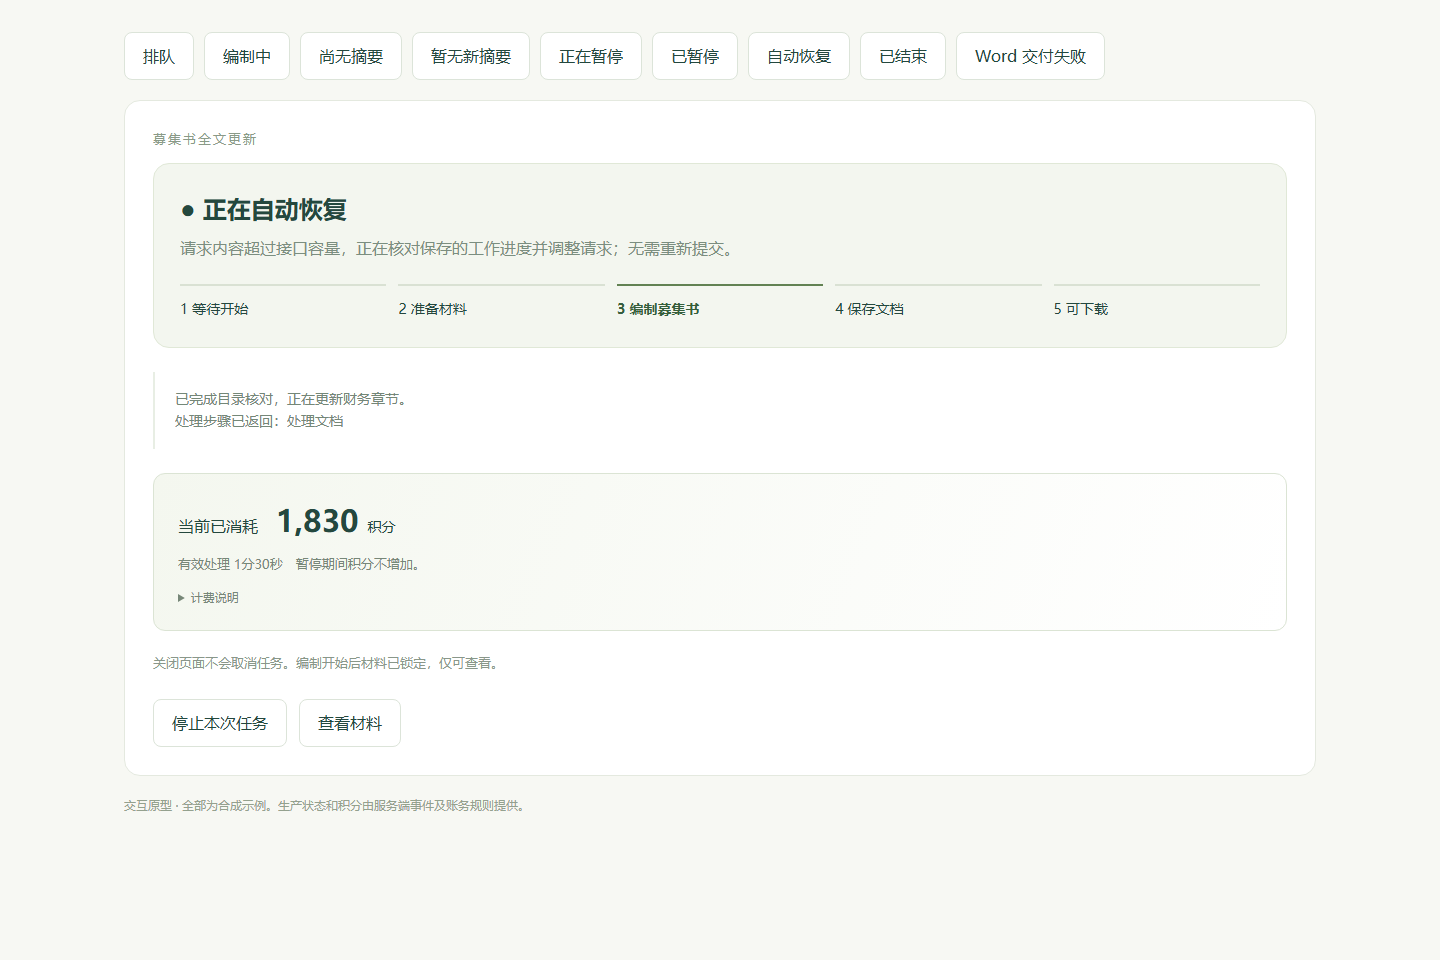 排队 编制中 尚无摘要 暂无新摘要 正在暂停 已暂停 自动恢复 已结束 Word 交付失败
募集书全文更新
● 正在自动恢复
请求内容超过接口容量，正在核对保存的工作进度并调整请求；无需重新提交。
1 等待开始 2 准备材料 3 编制募集书 4 保存文档 5 可下载
已完成目录核对，正在更新财务章节。
处理步骤已返回：处理文档
当前已消耗 1,830 积分
有效处理 1分30秒 暂停期间积分不增加。
▶ 计费说明
关闭页面不会取消任务。编制开始后材料已锁定，仅可查看。
停止本次任务 查看材料
交互原型 · 全部为合成示例。生产状态和积分由服务端事件及账务规则提供。